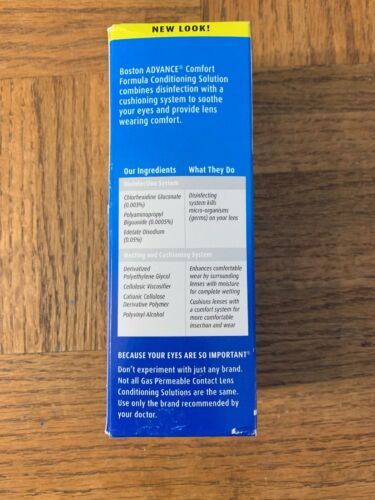 NEW LOOK!
Boston ADVANCE® Comfort
Formula Conditioning Solution
combines disinfection with a
cushioning system to soothe
your eyes and provide lens
wearing comfort.
Our Ingredients What They Do
Disinfection System
Chlorhexidine Gluconate
(0.003%)
Polyaminopropyl
Biguanide (0.0005%)
Edetate Disodium
(0.05%)
Disinfecting
system kills
micro-organisms
(germs) on your lens
Wetting and Cushioning System
Derivatized
Polyethylene Glycol
Cellulosic Viscosifier
Cationic Cellulose
Derivative Polymer
Polyvinyl Alcohol
Enhances comfortable
wear by surrounding
lenses with moisture
for complete wetting
Cushions lenses with
a comfort system for
more comfortable
insertion and wear
BECAUSE YOUR EYES ARE SO IMPORTANT®
Don't experiment with just any brand.
Not all Gas Permeable Contact Lens
Conditioning Solutions are the same.
Use only the brand recommended by
your doctor.